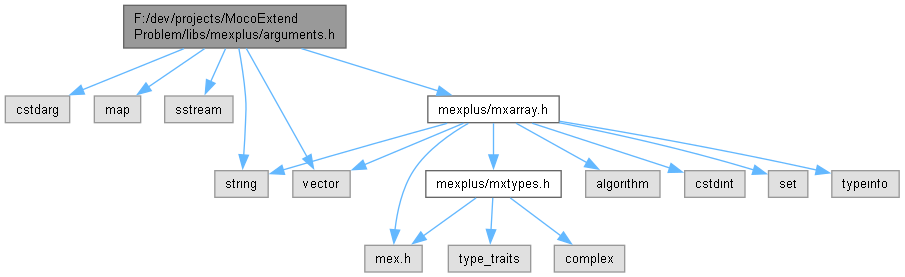 F:/dev/projects/MocoExtend
Problem/libs/mexplus/arguments.h
cstdarg
map
sstream
mexplus/mxarray.h
string
vector
mexplus/mxtypes.h
algorithm
cstdint
set
typeinfo
mex.h
type_traits
complex